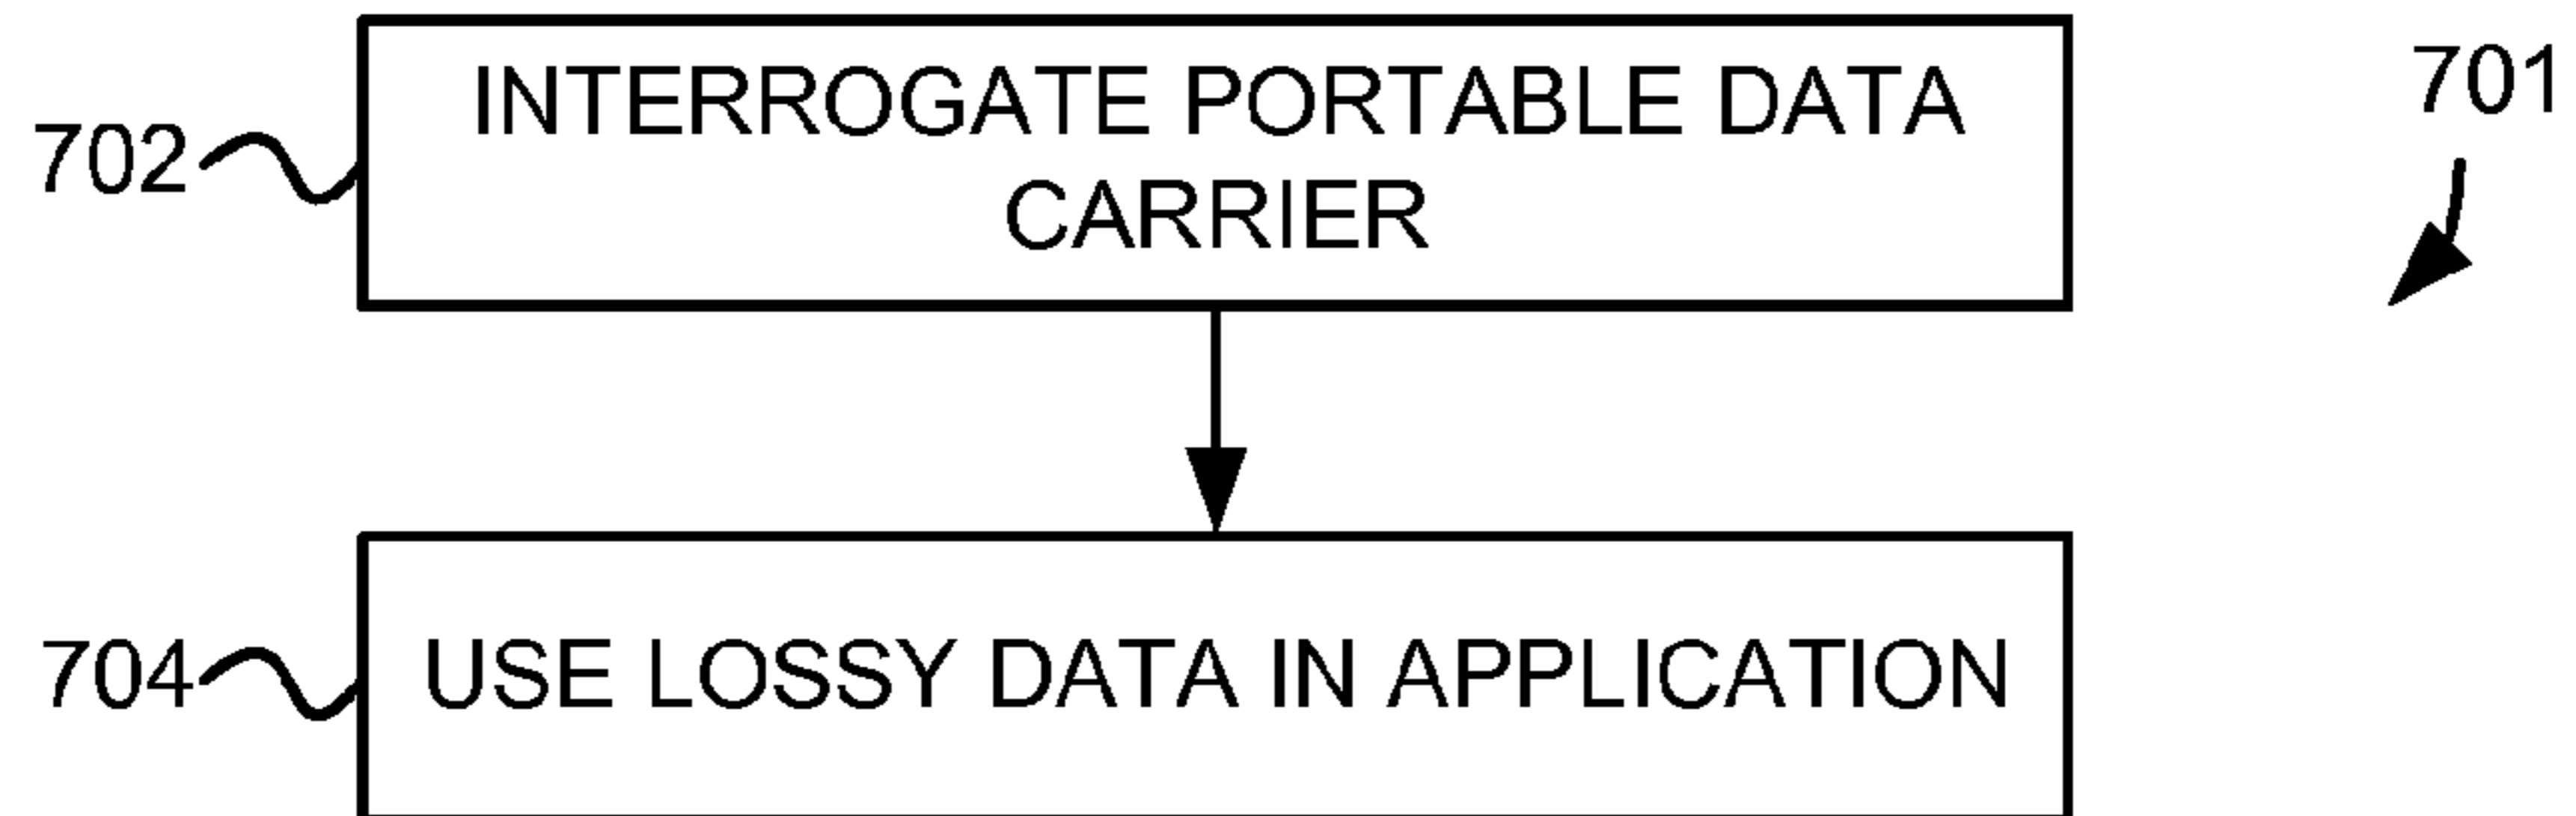 INTERROGATE PORTABLE DATA
CARRIER
701
702
USE LOSSY DATA IN APPLICATION
704